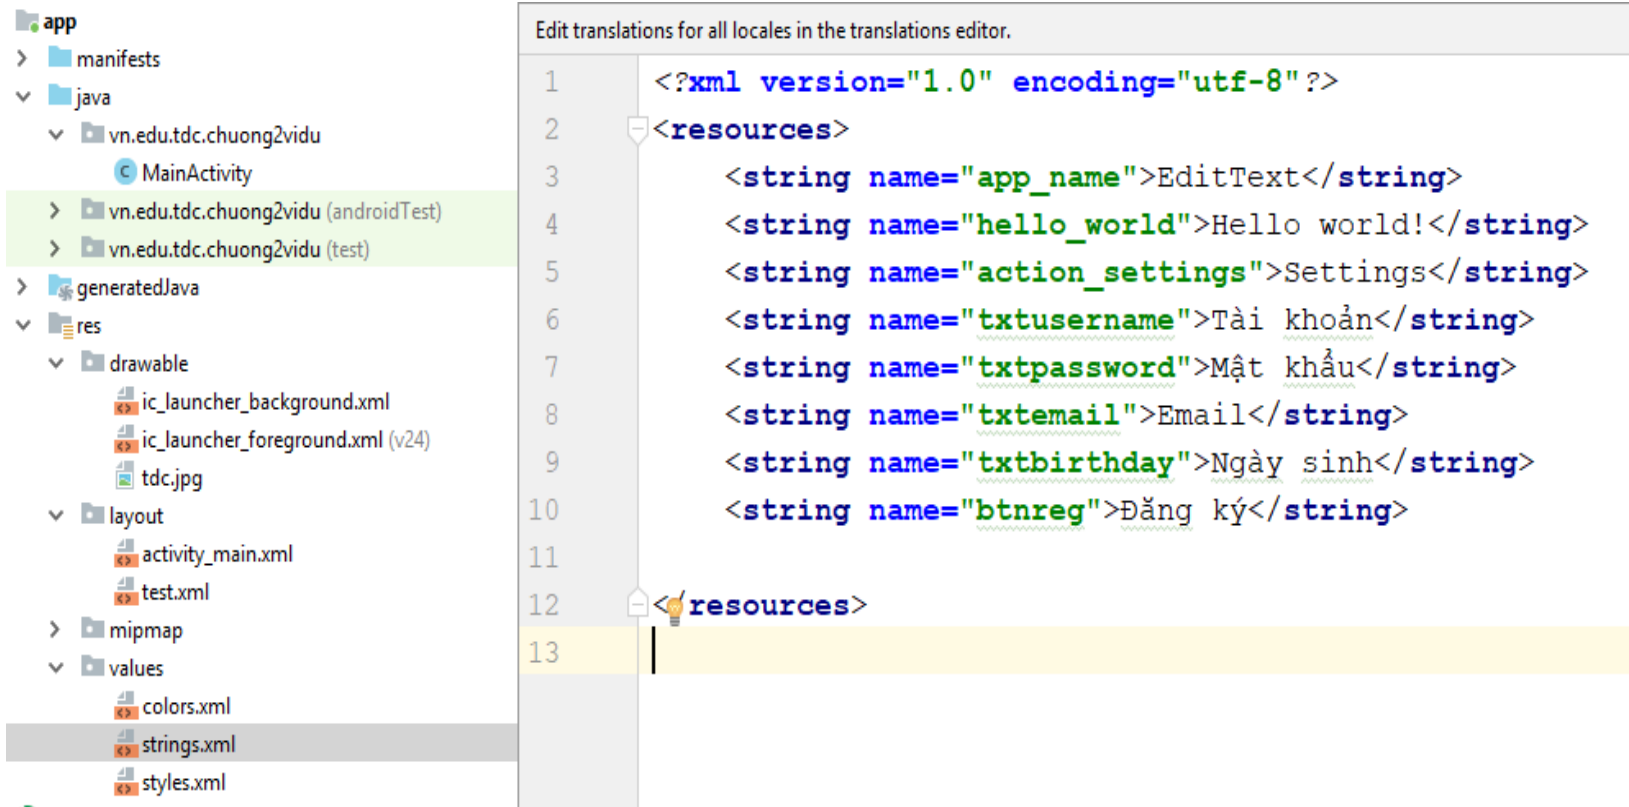 app
manifests
java
vn.edu.tdc.chuong2vidu
MainActivity
vn.edu.tdc.chuong2vidu (androidTest)
vn.edu.tdc.chuong2vidu (test)
generatedJava
res
drawable
ic_launcher_background.xml
ic_launcher_foreground.xml (v24)
tdc.jpg
layout
activity_main.xml
test.xml
mipmap
values
colors.xml
strings.xml
styles.xml
Edit translations for all locales in the translations editor.
1 <?xml version="1.0" encoding="utf-8"?>
2 <resources>
3 <string name="app_name">EditText</string>
4 <string name="hello_world">Hello world!</string>
5 <string name="action_settings">Settings</string>
6 <string name="txtusername">Tài khoản</string>
7 <string name="txtpassword">Mật khẩu</string>
8 <string name="txtemail">Email</string>
9 <string name="txtbirthday">Ngày sinh</string>
10 <string name="btnreg">Đăng ký</string>
11
12 </resources>
13